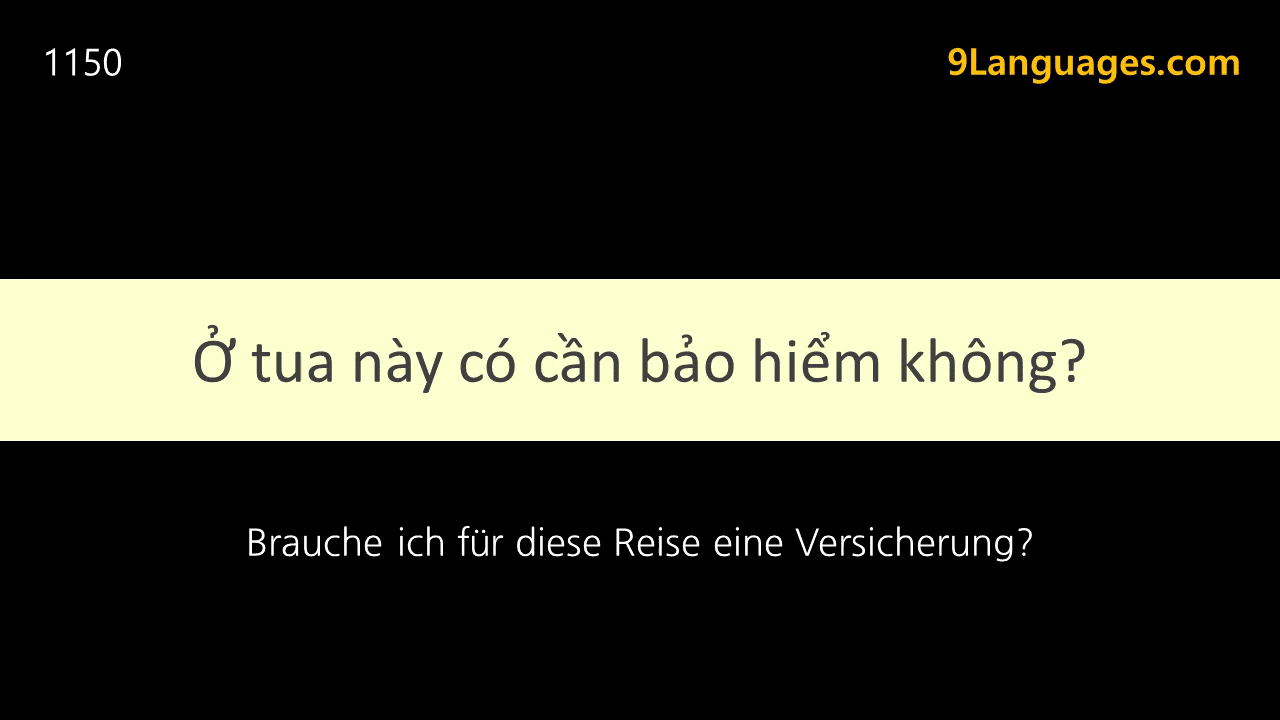 1150
9Languages.com
Ở tua này có cần bảo hiểm không?
Brauche ich für diese Reise eine Versicherung?